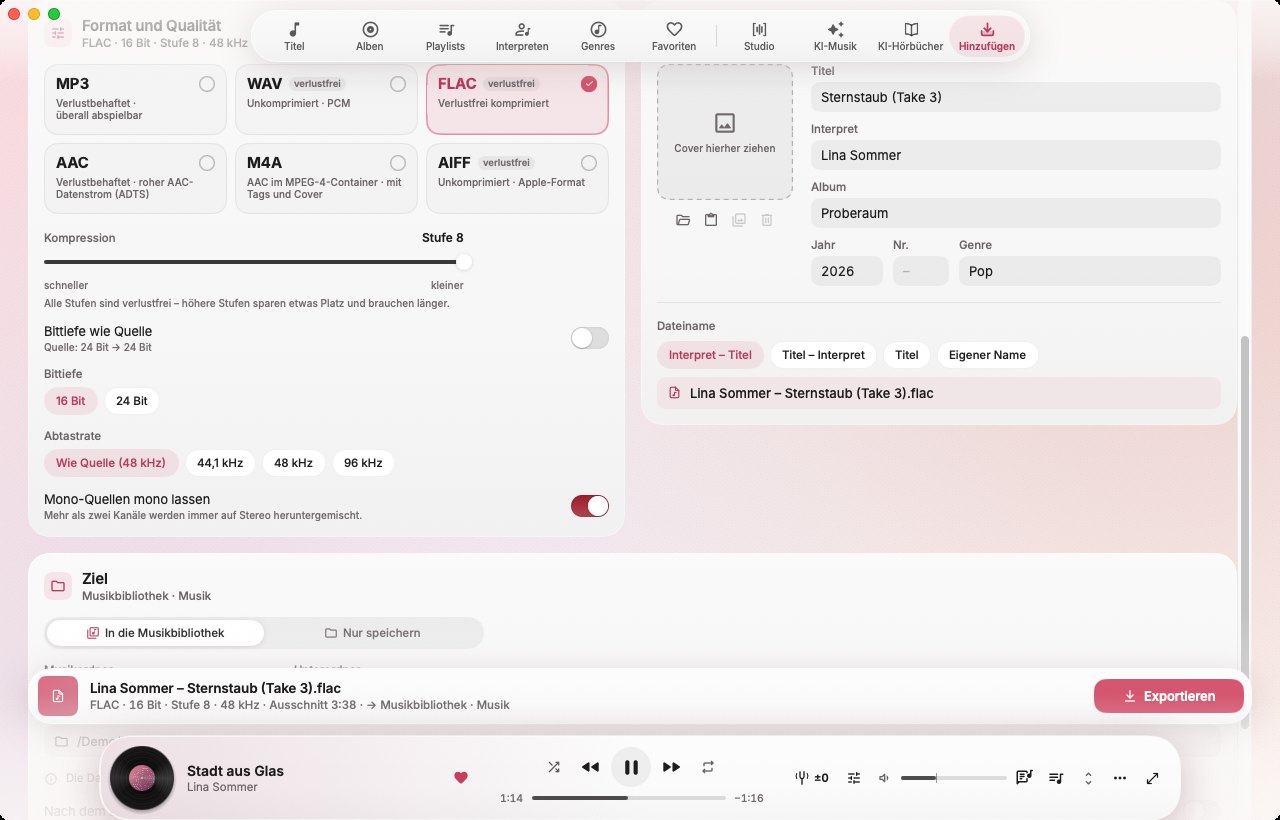 Format und Qualität
FLAC · 16 Bit · Stufe 8 · 48 kHz
Titel
Alben
Playlists
Interpreten
Genres
Favoriten
Studio
KI-Musik
KI-Hörbücher
Hinzufügen
MP3
Verlustbehaftet ·
überall abspielbar
WAV verlustfrei
Unkomprimiert · PCM
FLAC verlustfrei
Verlustfrei komprimiert
AAC
Verlustbehaftet · roher AAC-
Datenstrom (ADTS)
M4A
AAC im MPEG-4-Container · mit
Tags und Cover
AIFF verlustfrei
Unkomprimiert · Apple-Format
Kompression
Stufe 8
schneller
kleiner
Alle Stufen sind verlustfrei – höhere Stufen sparen etwas Platz und brauchen länger.
Bittiefe wie Quelle
Quelle: 24 Bit → 24 Bit
Bittiefe
16 Bit
24 Bit
Abtastrate
Wie Quelle (48 kHz)
44,1 kHz
48 kHz
96 kHz
Mono-Quellen mono lassen
Mehr als zwei Kanäle werden immer auf Stereo heruntergemischt.
Cover hierher ziehen
Titel
Sternstaub (Take 3)
Interpret
Lina Sommer
Album
Proberaum
Jahr
Nr.
Genre
2026
–
Pop
Dateiname
Interpret – Titel
Titel – Interpret
Titel
Eigener Name
Lina Sommer – Sternstaub (Take 3).flac
Ziel
Musikbibliothek · Musik
In die Musikbibliothek
Nur speichern
Lina Sommer – Sternstaub (Take 3).flac
FLAC · 16 Bit · Stufe 8 · 48 kHz · Ausschnitt 3:38 · → Musikbibliothek · Musik
Exportieren
Nach dem
Stadt aus Glas
Lina Sommer
1:14
−1:16
±0